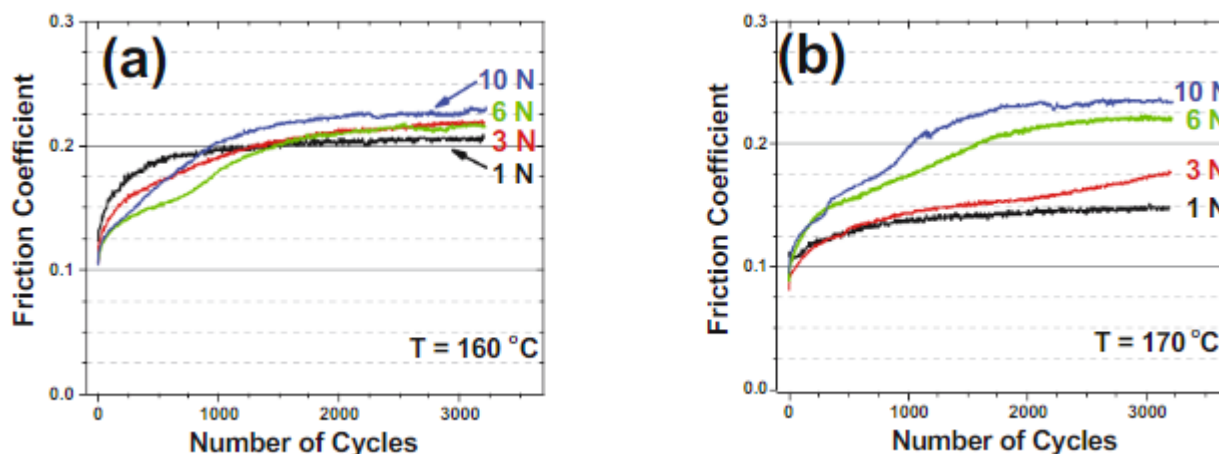 (a)
Friction Coefficient
0.3
0.2
0.1
0.0
10 N
6 N
3 N
1 N
T = 160 °C
0 1000 2000 3000
Number of Cycles
(b)
Friction Coefficient
0.3
0.2
0.1
0.0
10 N
6 N
3 N
1 N
T = 170 °C
0 1000 2000 3000
Number of Cycles